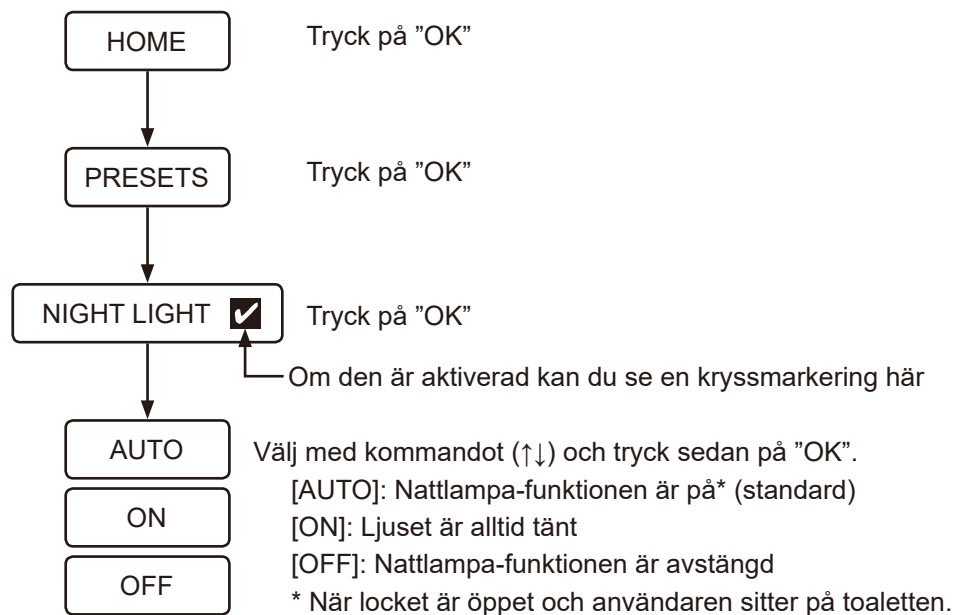 HOME Tryck på ”OK”
PRESETS Tryck på ”OK”
NIGHT LIGHT ✔ Tryck på ”OK”
Om den är aktiverad kan du se en kryssmarkering här
AUTO Välj med kommandot (↑↓) och tryck sedan på ”OK”.
[AUTO]: Nattlampa-funktionen är på* (standard)
ON
[ON]: Ljuset är alltid tänt
[OFF]: Nattlampa-funktionen är avstängd
OFF
* När locket är öppet och användaren sitter på toaletten.